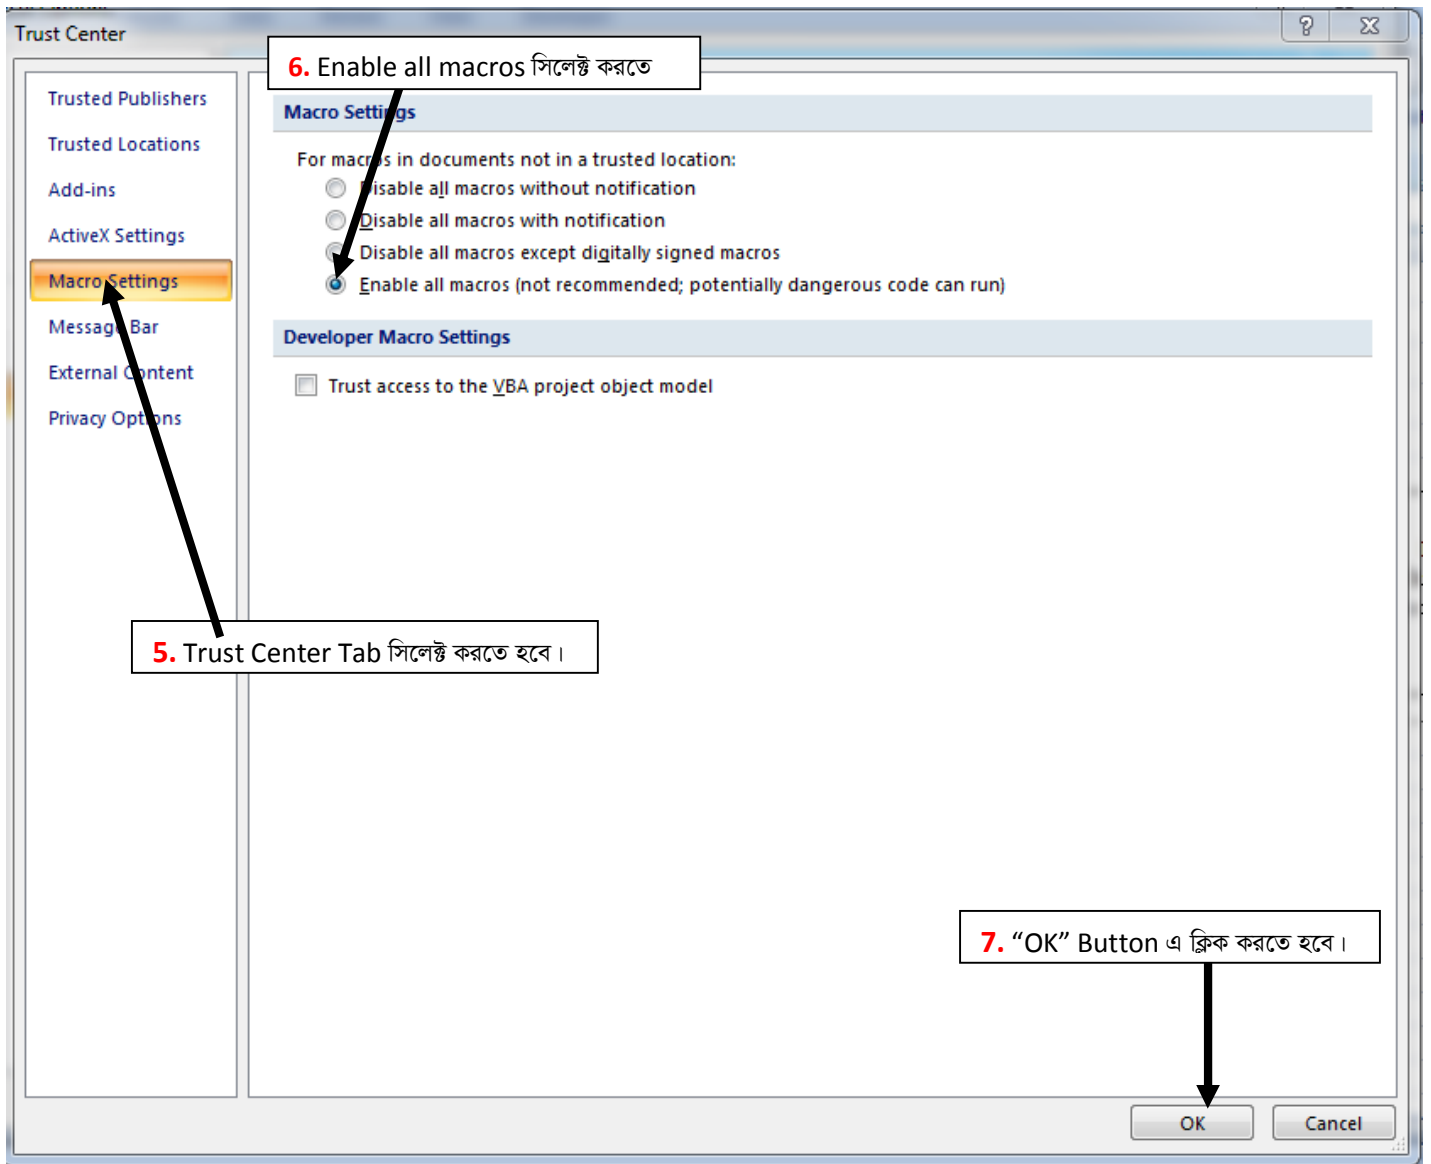 Trust Center
6. Enable all macros সিলেক্ট করতে
Trusted Publishers
Trusted Locations
Add-ins
ActiveX Settings
Macro Settings
Message Bar
External Content
Privacy Options
Macro Settings
For macros in documents not in a trusted location:
Disable all macros without notification
Disable all macros with notification
Disable all macros except digitally signed macros
Enable all macros (not recommended; potentially dangerous code can run)
Developer Macro Settings
Trust access to the VBA project object model
5. Trust Center Tab সিলেক্ট করতে হবে।
7. “OK” Button এ ক্লিক করতে হবে।
OK
Cancel